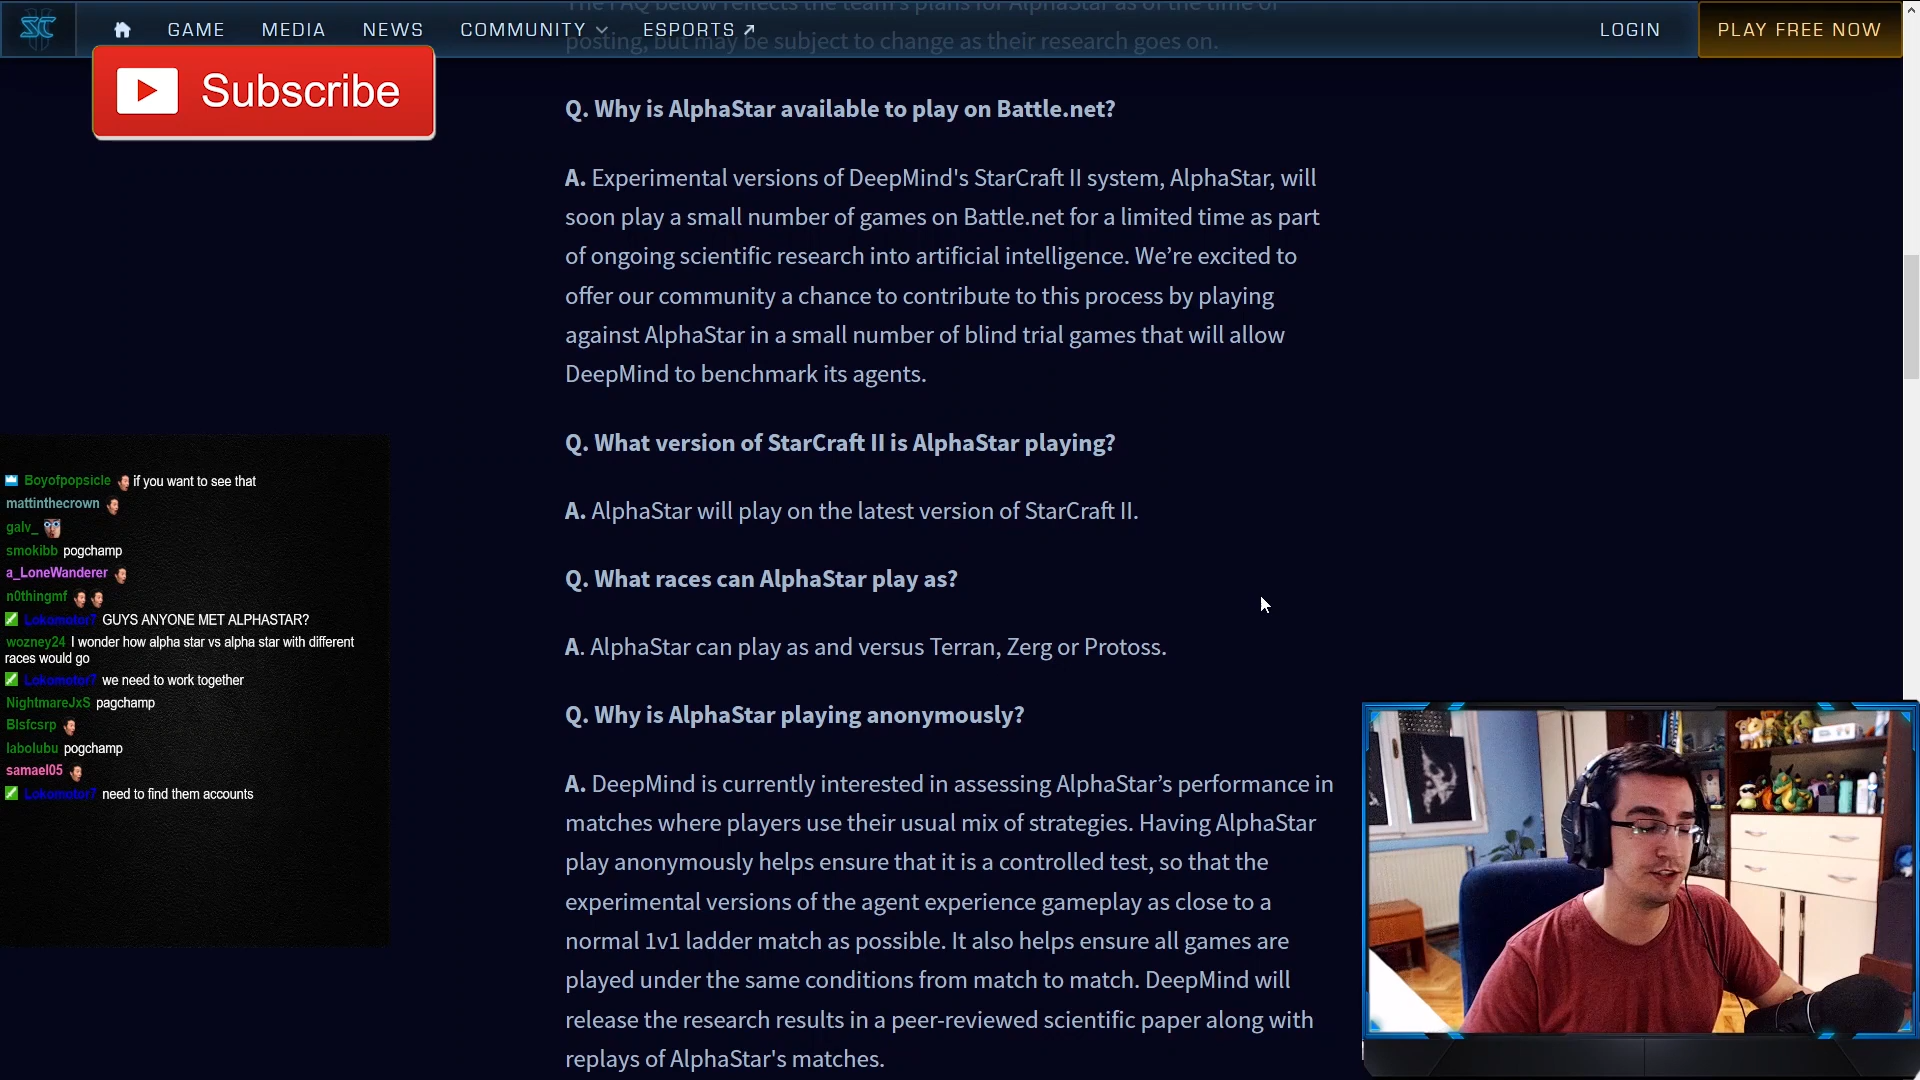 The FAQ below reflects the team's plans for AlphaStar as of the time of
posting, but may be subject to change as their research goes on.
SC
GAME MEDIA NEWS COMMUNITY ESPORTS LOGIN PLAY FREE NOW
Subscribe
Q. Why is AlphaStar available to play on Battle.net?
A. Experimental versions of DeepMind's StarCraft II system, AlphaStar, will
soon play a small number of games on Battle.net for a limited time as part
of ongoing scientific research into artificial intelligence. We’re excited to
offer our community a chance to contribute to this process by playing
against AlphaStar in a small number of blind trial games that will allow
DeepMind to benchmark its agents.
Q. What version of StarCraft II is AlphaStar playing?
A. AlphaStar will play on the latest version of StarCraft II.
Q. What races can AlphaStar play as?
A. AlphaStar can play as and versus Terran, Zerg or Protoss.
Q. Why is AlphaStar playing anonymously?
A. DeepMind is currently interested in assessing AlphaStar’s performance in
matches where players use their usual mix of strategies. Having AlphaStar
play anonymously helps ensure that it is a controlled test, so that the
experimental versions of the agent experience gameplay as close to a
normal 1v1 ladder match as possible. It also helps ensure all games are
played under the same conditions from match to match. DeepMind will
release the research results in a peer-reviewed scientific paper along with
replays of AlphaStar's matches.
Boyofpopsicle if you want to see that
mattinthecrown
galv_
smokibb pogchamp
a_LoneWanderer
n0thingmf
Lokomotor7 GUYS ANYONE MET ALPHASTAR?
wozney24 I wonder how alpha star vs alpha star with different
races would go
Lokomotor7 we need to work together
NightmareJxS pagchamp
Blsfcsrp
labolubu pogchamp
samael05
Lokomotor7 need to find them accounts